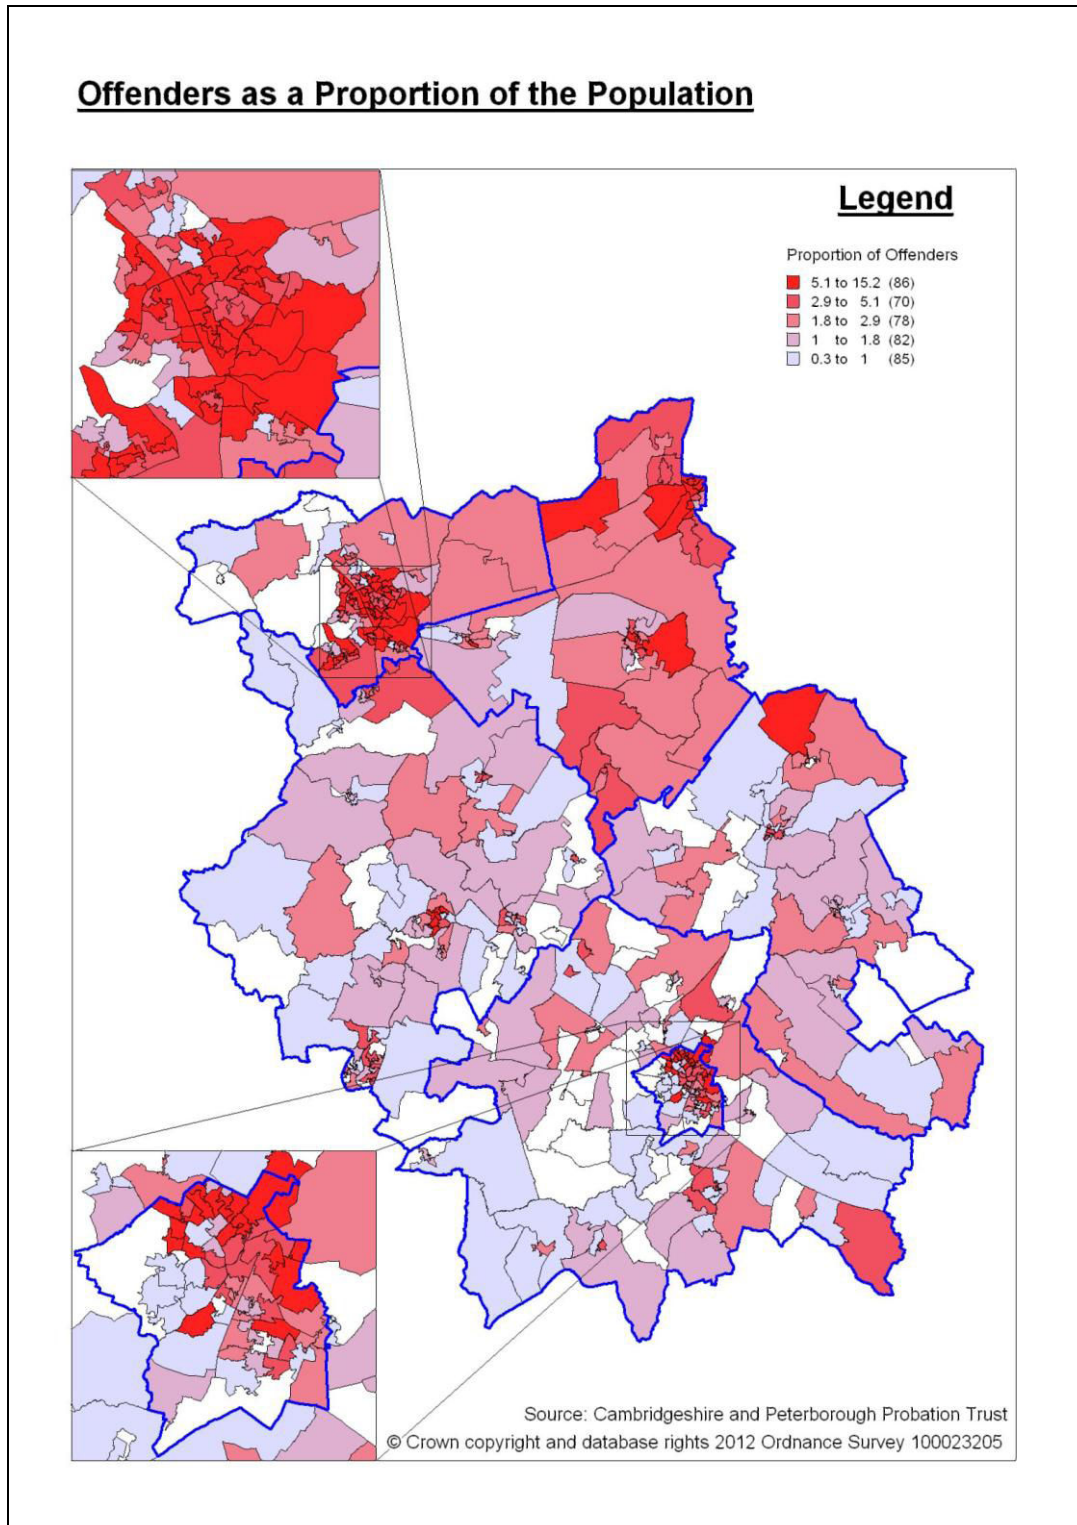 Offenders as a Proportion of the Population
Legend
Proportion of Offenders
5.1 to 15.2 (86)
2.9 to 5.1 (70)
1.8 to 2.9 (78)
1 to 1.8 (82)
0.3 to 1 (85)
Source: Cambridgeshire and Peterborough Probation Trust
© Crown copyright and database rights 2012 Ordnance Survey 100023205